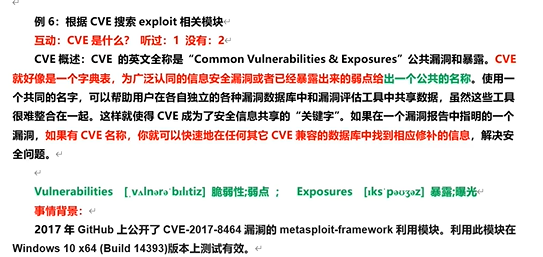 例 6：根据 CVE 搜索 exploit 相关模块
互动：CVE 是什么？ 听过：1 没有：2
CVE 概述：CVE 的英文全称是“Common Vulnerabilities & Exposures”公共漏洞和暴露。CVE
就好像是一个字典表，为广泛认同的信息安全漏洞或者已经暴露出来的弱点给出一个公共的名称。使用一
个共同的名字，可以帮助用户在各自独立的各种漏洞数据库中和漏洞评估工具中共享数据，虽然这些工具
很难整合在一起。这样就使得 CVE 成为了安全信息共享的“关键字”。如果在一个漏洞报告中指明的一个
漏洞，如果有 CVE 名称，你就可以快速地在任何其它 CVE 兼容的数据库中找到相应修补的信息，解决安
全问题。
Vulnerabilities [ˌvʌlnərəˈbɪlɪtiz] 脆弱性;弱点 ； Exposures [ɪksˈpəʊʒəz] 暴露;曝光
事情背景：
2017 年 GitHub 上公开了 CVE-2017-8464 漏洞的 metasploit-framework 利用模块。利用此模块在
Windows 10 x64 (Build 14393)版本上测试有效。